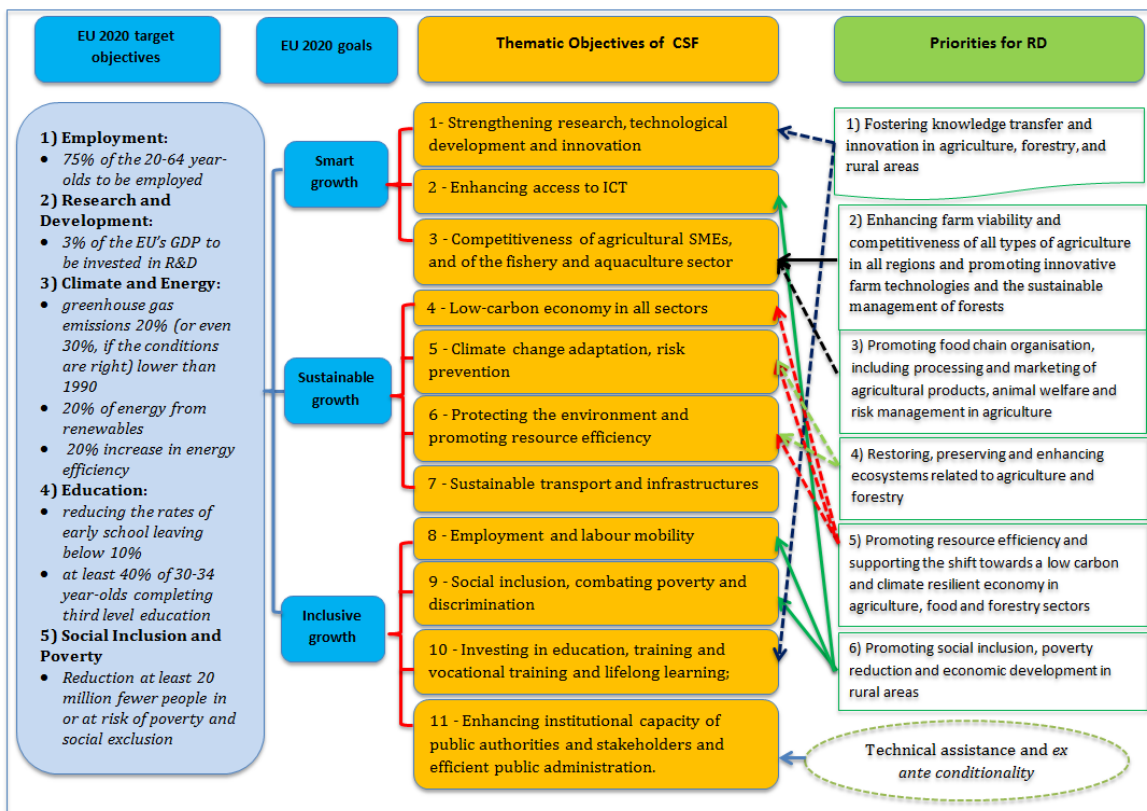 EU 2020 target
objectives
EU 2020 goals
Thematic Objectives of CSF
Priorities for RD
1) Employment:
• 75% of the 20-64 year-
olds to be employed
2) Research and
Development:
• 3% of the EU's GDP to
be invested in R&D
3) Climate and Energy:
• greenhouse gas
emissions 20% (or even
30%, if the conditions
are right) lower than
1990
• 20% of energy from
renewables
• 20% increase in energy
efficiency
4) Education:
• reducing the rates of
early school leaving
below 10%
• at least 40% of 30-34
year-olds completing
third level education
5) Social Inclusion and
Poverty
• Reduction at least 20
million fewer people in
or at risk of poverty and
social exclusion
Smart
growth
Sustainable
growth
Inclusive
growth
1- Strengthening research, technological
development and innovation
2 - Enhancing access to ICT
3 - Competitiveness of agricultural SMEs,
and of the fishery and aquaculture sector
4 - Low-carbon economy in all sectors
5 - Climate change adaptation, risk
prevention
6 - Protecting the environment and
promoting resource efficiency
7 - Sustainable transport and infrastructures
8 - Employment and labour mobility
9 - Social inclusion, combating poverty and
discrimination
10 - Investing in education, training and
vocational training and lifelong learning;
11 - Enhancing institutional capacity of
public authorities and stakeholders and
efficient public administration.
1) Fostering knowledge transfer and
innovation in agriculture, forestry, and
rural areas
2) Enhancing farm viability and
competitiveness of all types of agriculture
in all regions and promoting innovative
farm technologies and the sustainable
management of forests
3) Promoting food chain organisation,
including processing and marketing of
agricultural products, animal welfare and
risk management in agriculture
4) Restoring, preserving and enhancing
ecosystems related to agriculture and
forestry
5) Promoting resource efficiency and
supporting the shift towards a low carbon
and climate resilient economy in
agriculture, food and forestry sectors
6) Promoting social inclusion, poverty
reduction and economic development in
rural areas
Technical assistance and ex
ante conditionality